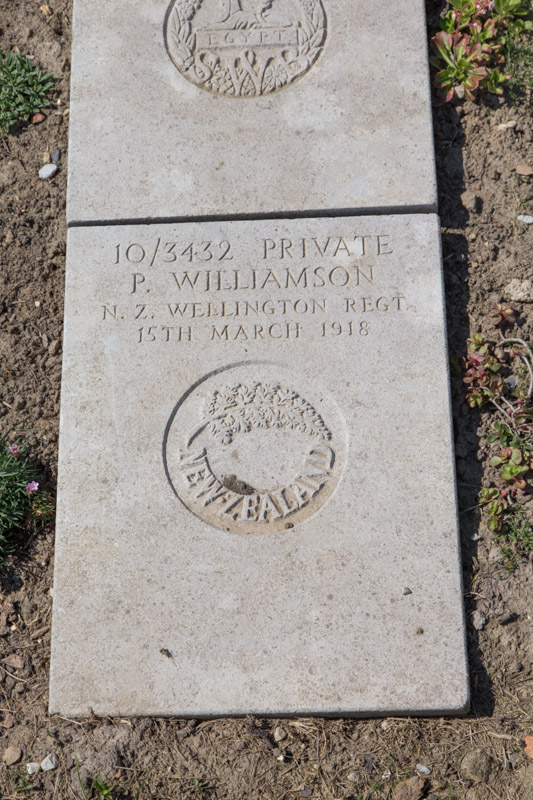 EGYPT
10/3432 PRIVATE
P. WILLIAMSON
N. Z. WELLINGTON REGT.
15TH MARCH 1918
NEW ZEALAND